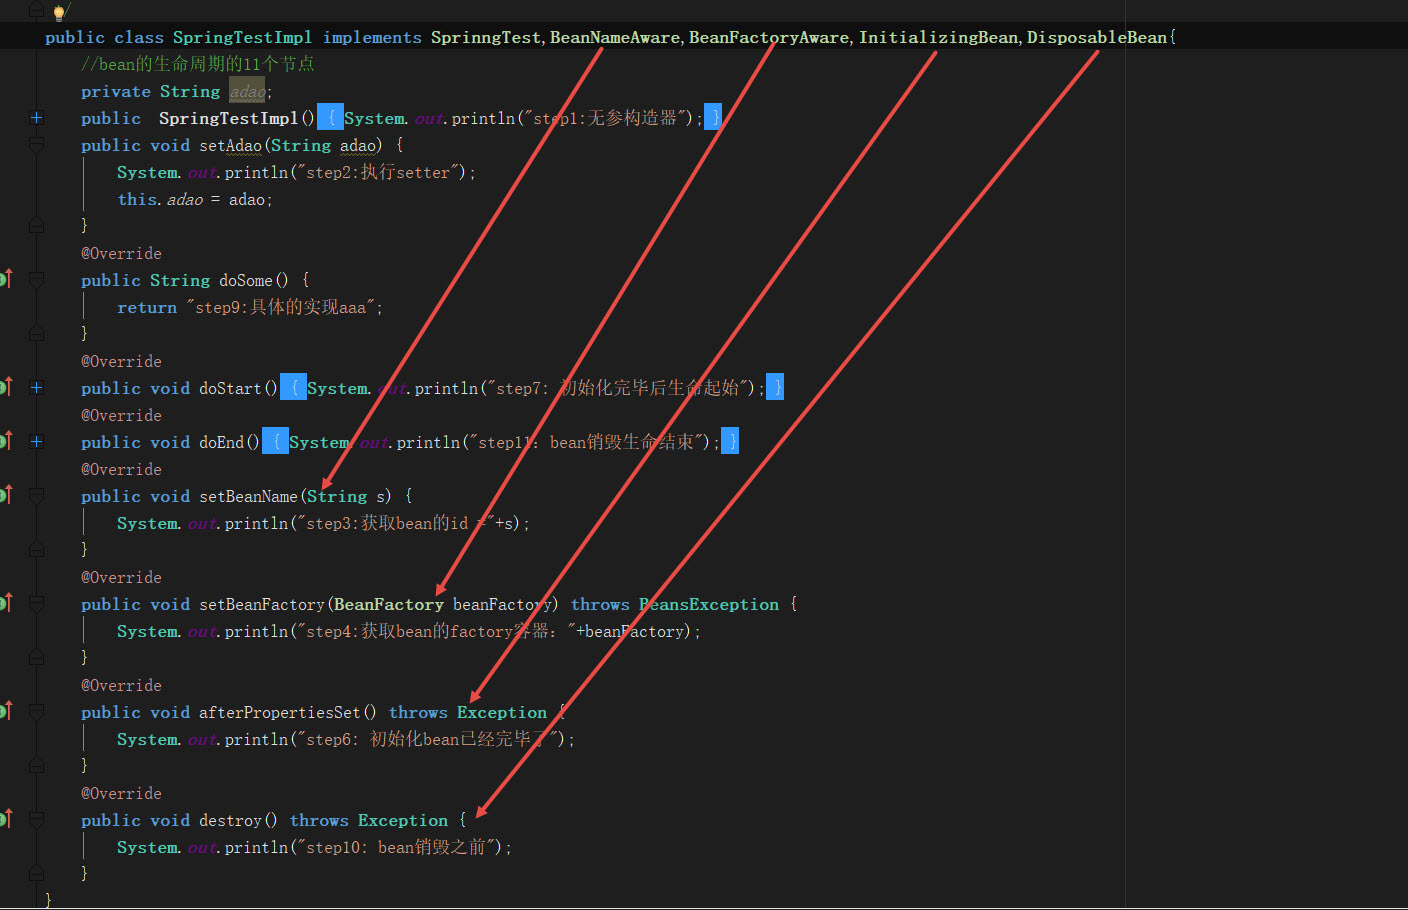 /
public class SpringTestImpl implements SprinngTest,BeanNameAware,BeanFactoryAware,InitializingBean,DisposableBean{
//bean的生命周期的11个节点
private String adao;
public  SpringTestImpl() { System.out.println("step1:无参构造器"); }
public void setAdao(String adao) {
System.out.println("step2:执行setter");
this.adao = adao;
}
@Override
public String doSome() {
return "step9:具体的实现aaa";
}
@Override
public void doStart() { System.out.println("step7: 初始化完毕后生命起始"); }
@Override
public void doEnd() { System.out.println("step11：bean销毁生命结束"); }
@Override
public void setBeanName(String s) {
System.out.println("step3:获取bean的id ="+s);
}
@Override
public void setBeanFactory(BeanFactory beanFactory) throws BeansException {
System.out.println("step4:获取bean的factory容器："+beanFactory);
}
@Override
public void afterPropertiesSet() throws Exception {
System.out.println("step6: 初始化bean已经完毕了");
}
@Override
public void destroy() throws Exception {
System.out.println("step10: bean销毁之前");
}
}